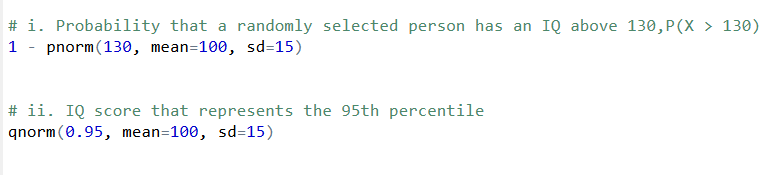 # i. Probability that a randomly selected person has an IQ above 130,P(X > 130)
1 - pnorm(130, mean=100, sd=15)
# ii. IQ score that represents the 95th percentile
qnorm(0.95, mean=100, sd=15)